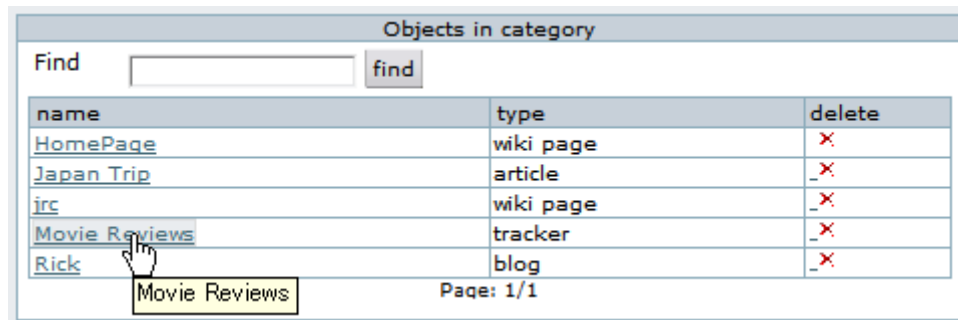 Objects in category
Find find
name type delete
HomePage wiki page
Japan Trip article
jrc wiki page
Movie Reviews tracker
Rick blog
Movie Reviews Page: 1/1